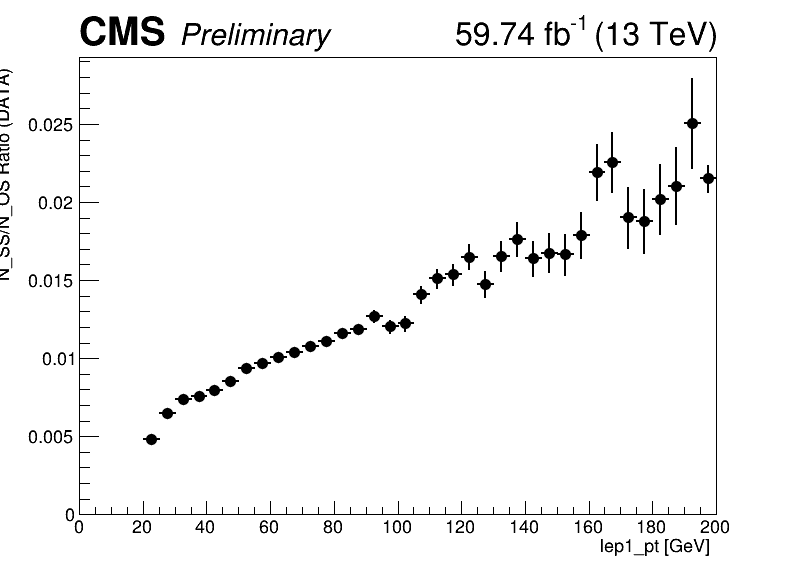 CMS Preliminary 59.74 fb-1 (13 TeV)
N_SS/N_OS Ratio (DATA)
0.025
0.02
0.015
0.01
0.005
0
0 20 40 60 80 100 120 140 160 180 200
lep1_pt [GeV]